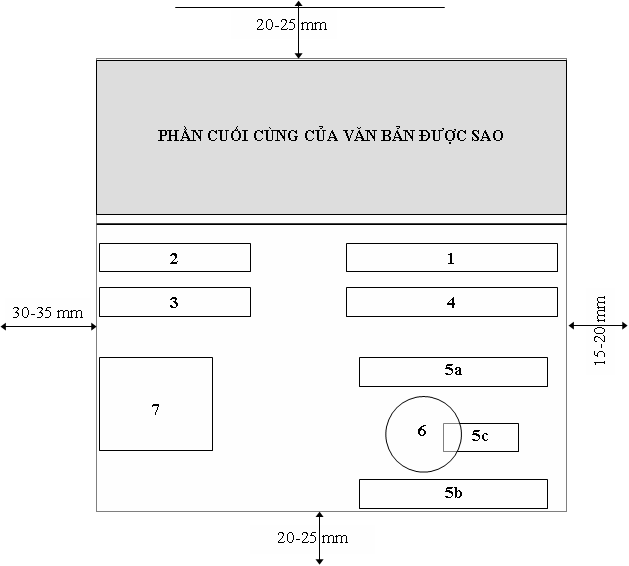 20-25 mm
PHẦN CUỐI CÙNG CỦA VĂN BẢN ĐƯỢC SAO
2
1
3
4
30-35 mm
15-20 mm
5a
7
6
5c
5b
20-25 mm